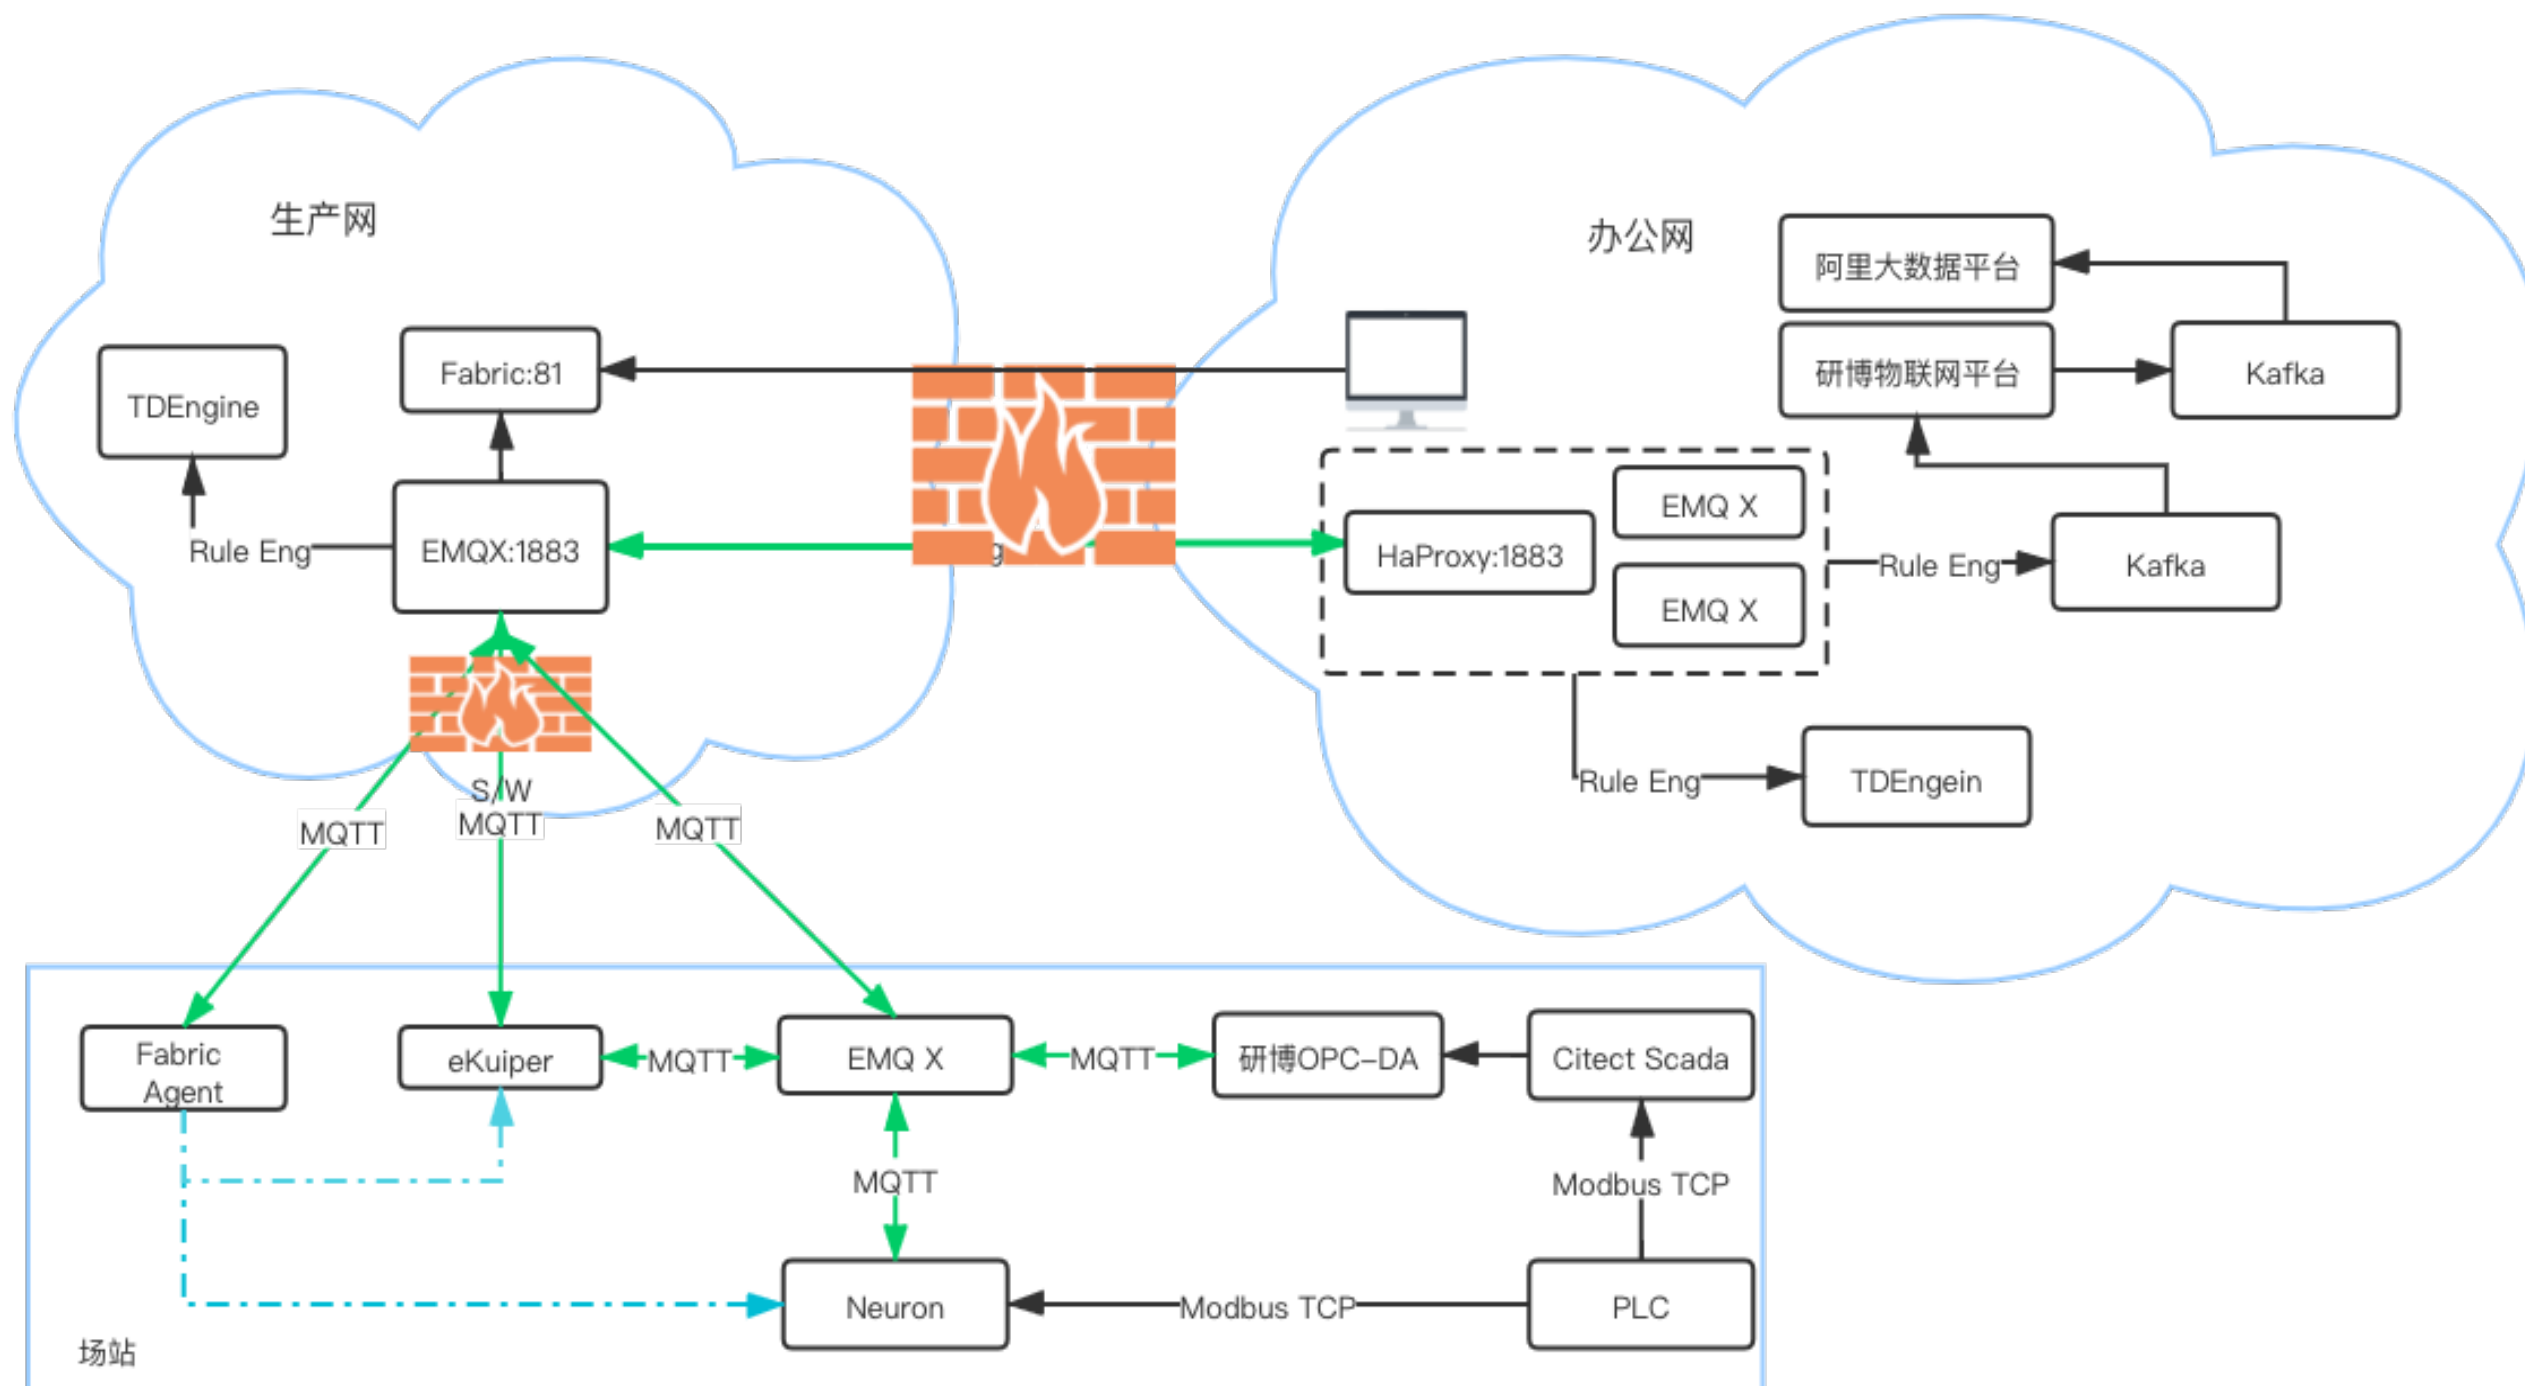 生产网
办公网
阿里大数据平台
TDEngine
Fabric:81
研博物联网平台
Kafka
Rule Eng
EMQX:1883
g
HaProxy:1883
EMQ X
EMQ X
Rule Eng
Kafka
Rule Eng
TDEngein
MQTT
S/W
MQTT
MQTT
Fabric
Agent
eKuiper
MQTT
EMQ X
MQTT
研博OPC-DA
Citect Scada
MQTT
Modbus TCP
Neuron
Modbus TCP
PLC
场站